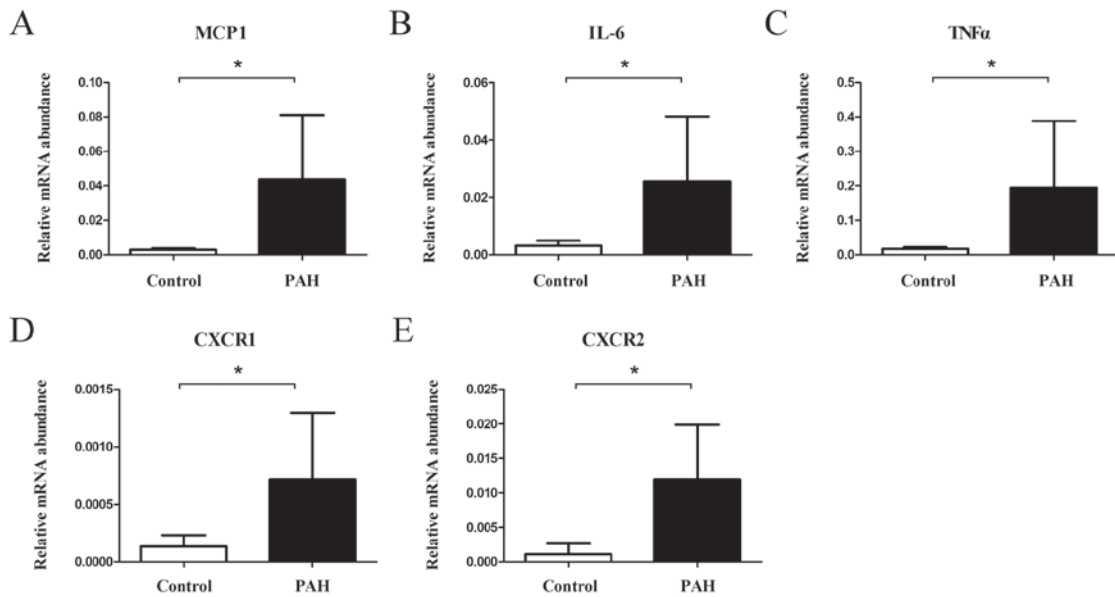 A
MCP1
*
Relative mRNA abundance
0.10
0.08
0.06
0.04
0.02
0.00
Control
PAH
B
IL-6
*
Relative mRNA abundance
0.06
0.04
0.02
0.00
Control
PAH
C
TNFα
*
Relative mRNA abundance
0.5
0.4
0.3
0.2
0.1
0.0
Control
PAH
D
CXCR1
*
Relative mRNA abundance
0.0015
0.0010
0.0005
0.0000
Control
PAH
E
CXCR2
*
Relative mRNA abundance
0.025
0.020
0.015
0.010
0.005
0.000
Control
PAH